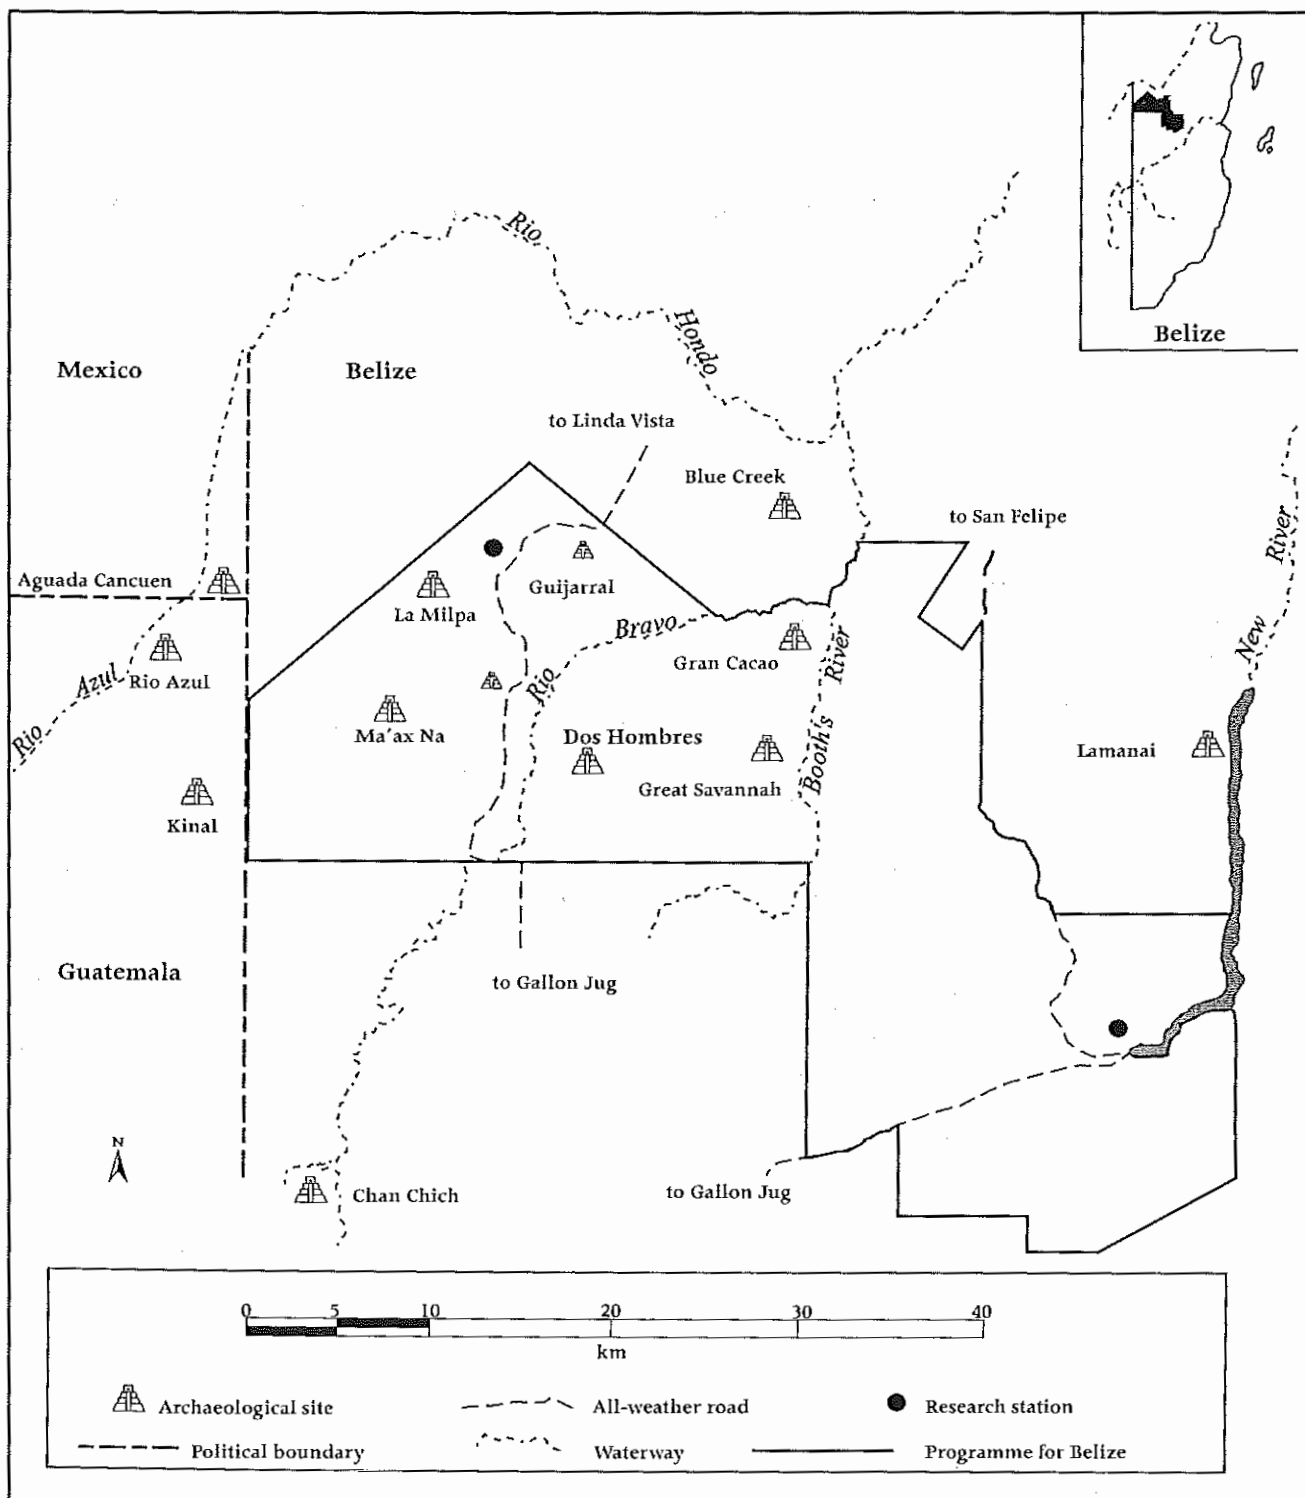 Belize
Rio
Hondo
Mexico
Belize
to Linda Vista
Blue Creek
to San Felipe
New River
Aguada Cancuen
Guijarral
La Milpa
Bravo
Rio
Gran Cacao
Booth's River
Rio Azul
Rio Azul
Ma'ax Na
Dos Hombres
Lamanai
Great Savannah
Kinal
Guatemala
to Gallon Jug
N
Chan Chich
to Gallon Jug
0 5 10 20 30 40
km
Archaeological site
All-weather road
Research station
Political boundary
Waterway
Programme for Belize